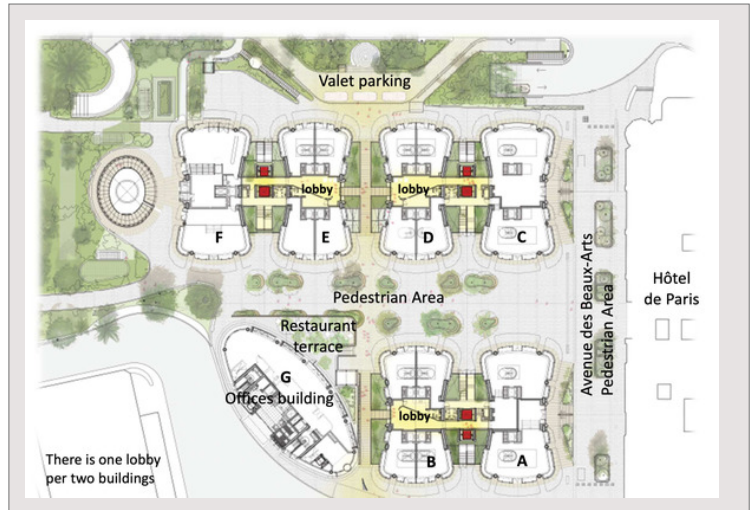 Valet parking
lobby
lobby
F
E
D
C
Pedestrian Area
Avenue des Beaux-Arts
Pedestrian Area
Hôtel
de Paris
Restaurant
terrace
G
Offices building
lobby
B
A
There is one lobby
per two buildings